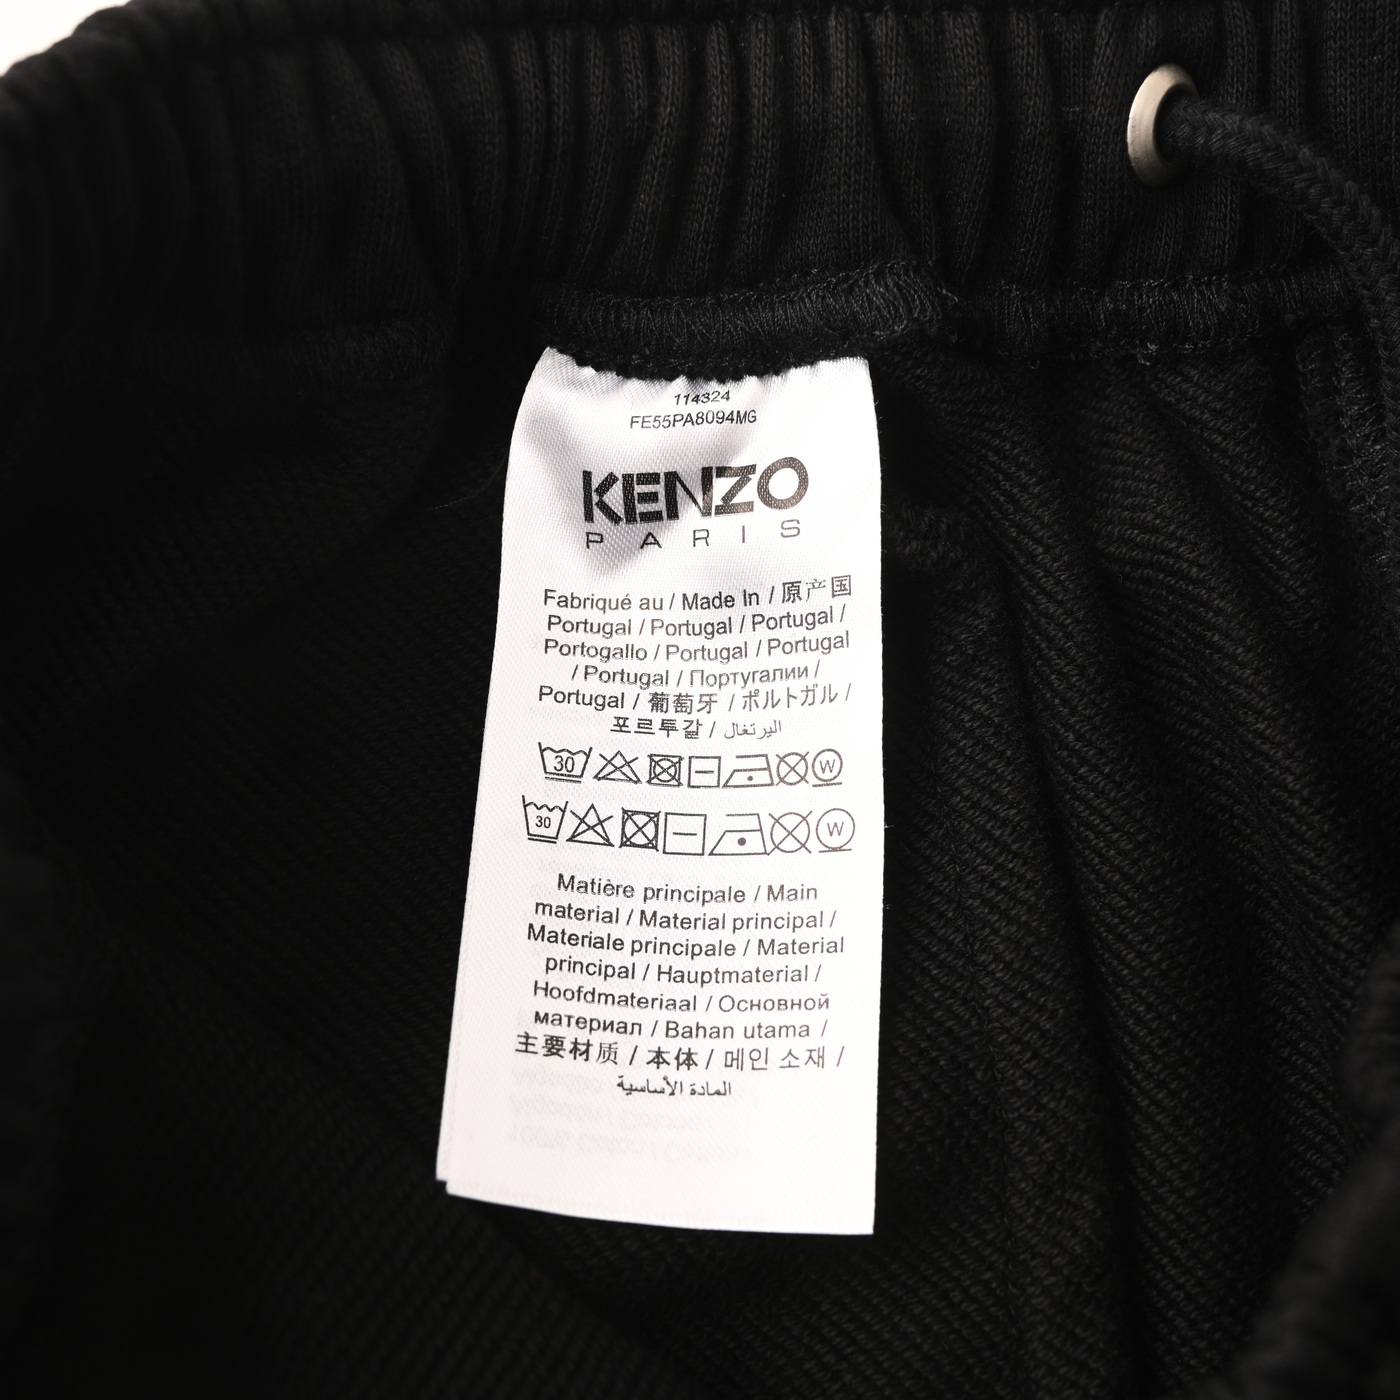 114324
FE55PA8094MG
KENZO
PARIS
Fabriqué au / Made In / 原产国
Portugal / Portugal / Portugal /
Portogallo / Portugal / Portugal
/ Portugal / Португалии /
Portugal / 葡萄牙 / ポルトガル /
포르투갈 / البرتغال
30 W
30 W
Matière principale / Main
material / Material principal /
Materiale principale / Material
principal / Hauptmaterial /
Hoofdmateriaal / Основной
материал / Bahan utama /
主要材质 / 本体 / 메인 소재 /
المادة الأساسية